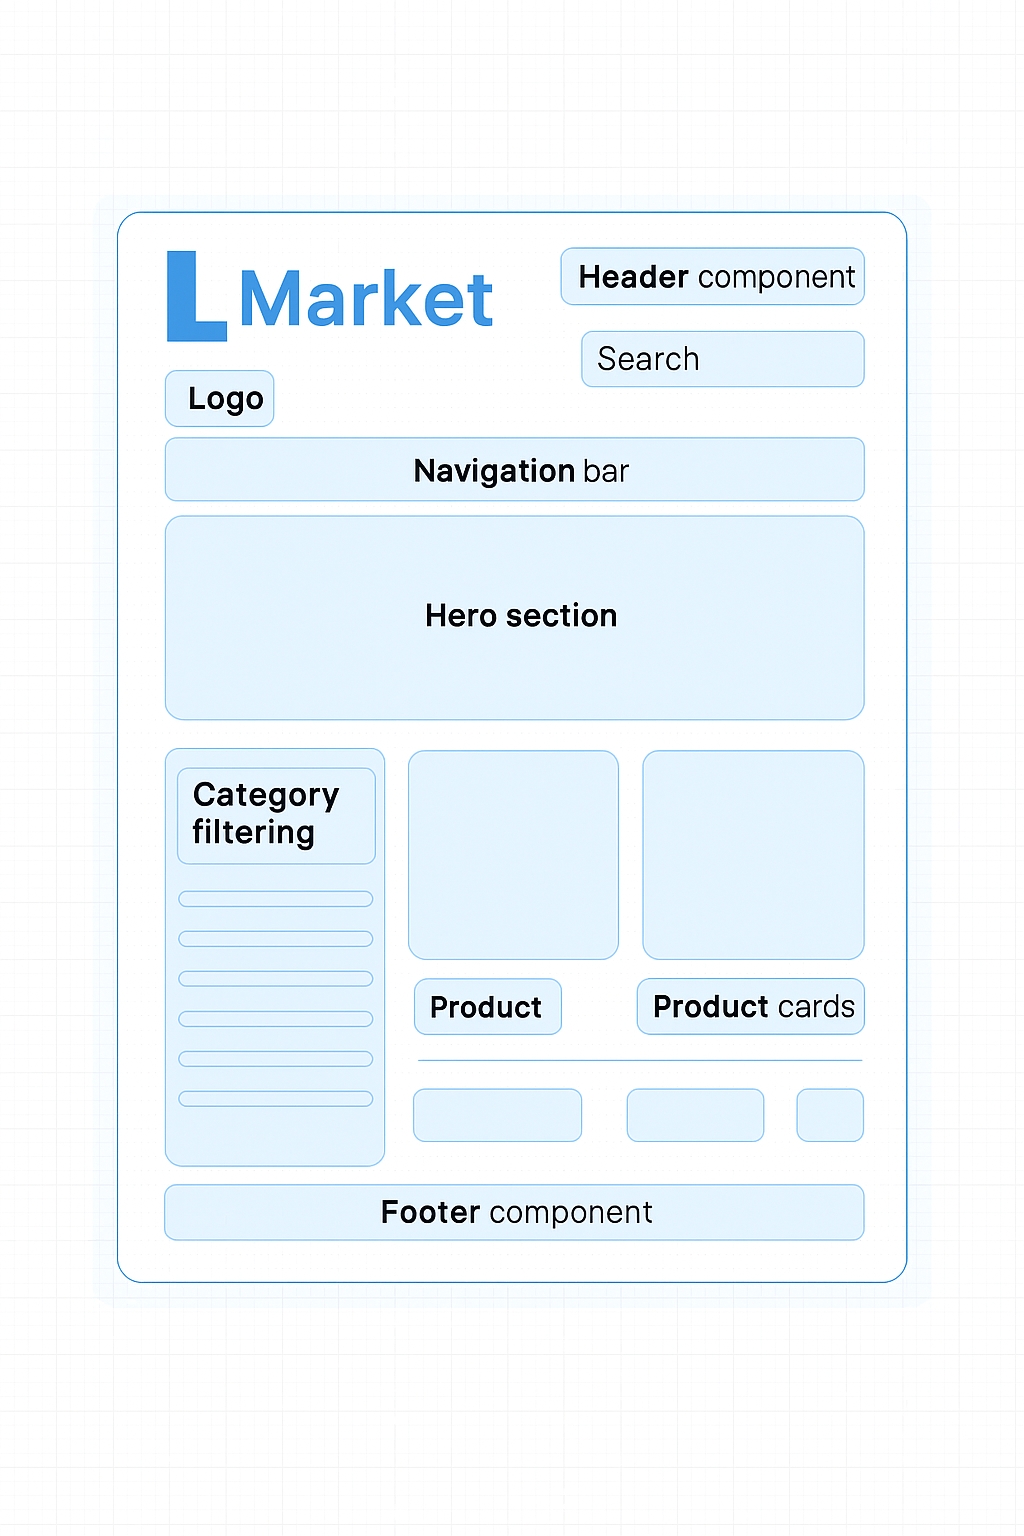 L Market
Header component
Search
Logo
Navigation bar
Hero section
Category
filtering
Product
Product cards
Footer component